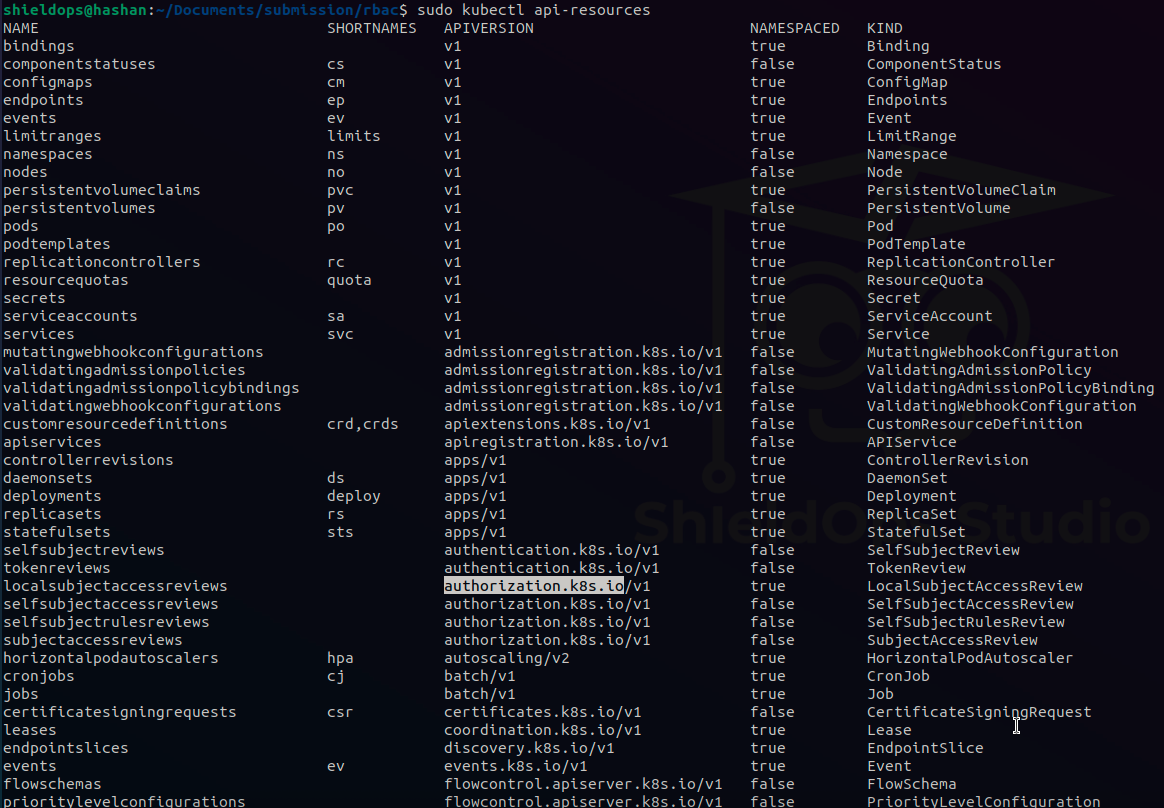 shieldops@hashan:~/Documents/submission/rbac$ sudo kubectl api-resources
NAME SHORTNAMES APIVERSION NAMESPACED KIND
bindings v1 true Binding
componentstatuses cs v1 false ComponentStatus
configmaps cm v1 true ConfigMap
endpoints ep v1 true Endpoints
events ev v1 true Event
limitranges limits v1 true LimitRange
namespaces ns v1 false Namespace
nodes no v1 false Node
persistentvolumeclaims pvc v1 true PersistentVolumeClaim
persistentvolumes pv v1 false PersistentVolume
pods po v1 true Pod
podtemplates v1 true PodTemplate
replicationcontrollers rc v1 true ReplicationController
resourcequotas quota v1 true ResourceQuota
secrets v1 true Secret
serviceaccounts sa v1 true ServiceAccount
services svc v1 true Service
mutatingwebhookconfigurations admissionregistration.k8s.io/v1 false MutatingWebhookConfiguration
validatingadmissionpolicies admissionregistration.k8s.io/v1 false ValidatingAdmissionPolicy
validatingadmissionpolicybindings admissionregistration.k8s.io/v1 false ValidatingAdmissionPolicyBinding
validatingwebhookconfigurations admissionregistration.k8s.io/v1 false ValidatingWebhookConfiguration
customresourcedefinitions crd,crds apiextensions.k8s.io/v1 false CustomResourceDefinition
apiservices apiregistration.k8s.io/v1 false APIService
controllerrevisions apps/v1 true ControllerRevision
daemonsets ds apps/v1 true DaemonSet
deployments deploy apps/v1 true Deployment
replicasets rs apps/v1 true ReplicaSet
statefulsets sts apps/v1 true StatefulSet
ShieldOps Studio
selfsubjectreviews authentication.k8s.io/v1 false SelfSubjectReview
tokenreviews authentication.k8s.io/v1 false TokenReview
localsubjectaccessreviews authorization.k8s.io/v1 true LocalSubjectAccessReview
selfsubjectaccessreviews authorization.k8s.io/v1 false SelfSubjectAccessReview
selfsubjectrulesreviews authorization.k8s.io/v1 false SelfSubjectRulesReview
subjectaccessreviews authorization.k8s.io/v1 false SubjectAccessReview
horizontalpodautoscalers hpa autoscaling/v2 true HorizontalPodAutoscaler
cronjobs cj batch/v1 true CronJob
jobs batch/v1 true Job
certificatesigningrequests csr certificates.k8s.io/v1 false CertificateSigningRequest
leases coordination.k8s.io/v1 true Lease
endpointslices discovery.k8s.io/v1 true EndpointSlice
events ev events.k8s.io/v1 true Event
flowschemas flowcontrol.apiserver.k8s.io/v1 false FlowSchema
prioritylevelconfigurations flowcontrol.apiserver.k8s.io/v1 false PriorityLevelConfiguration